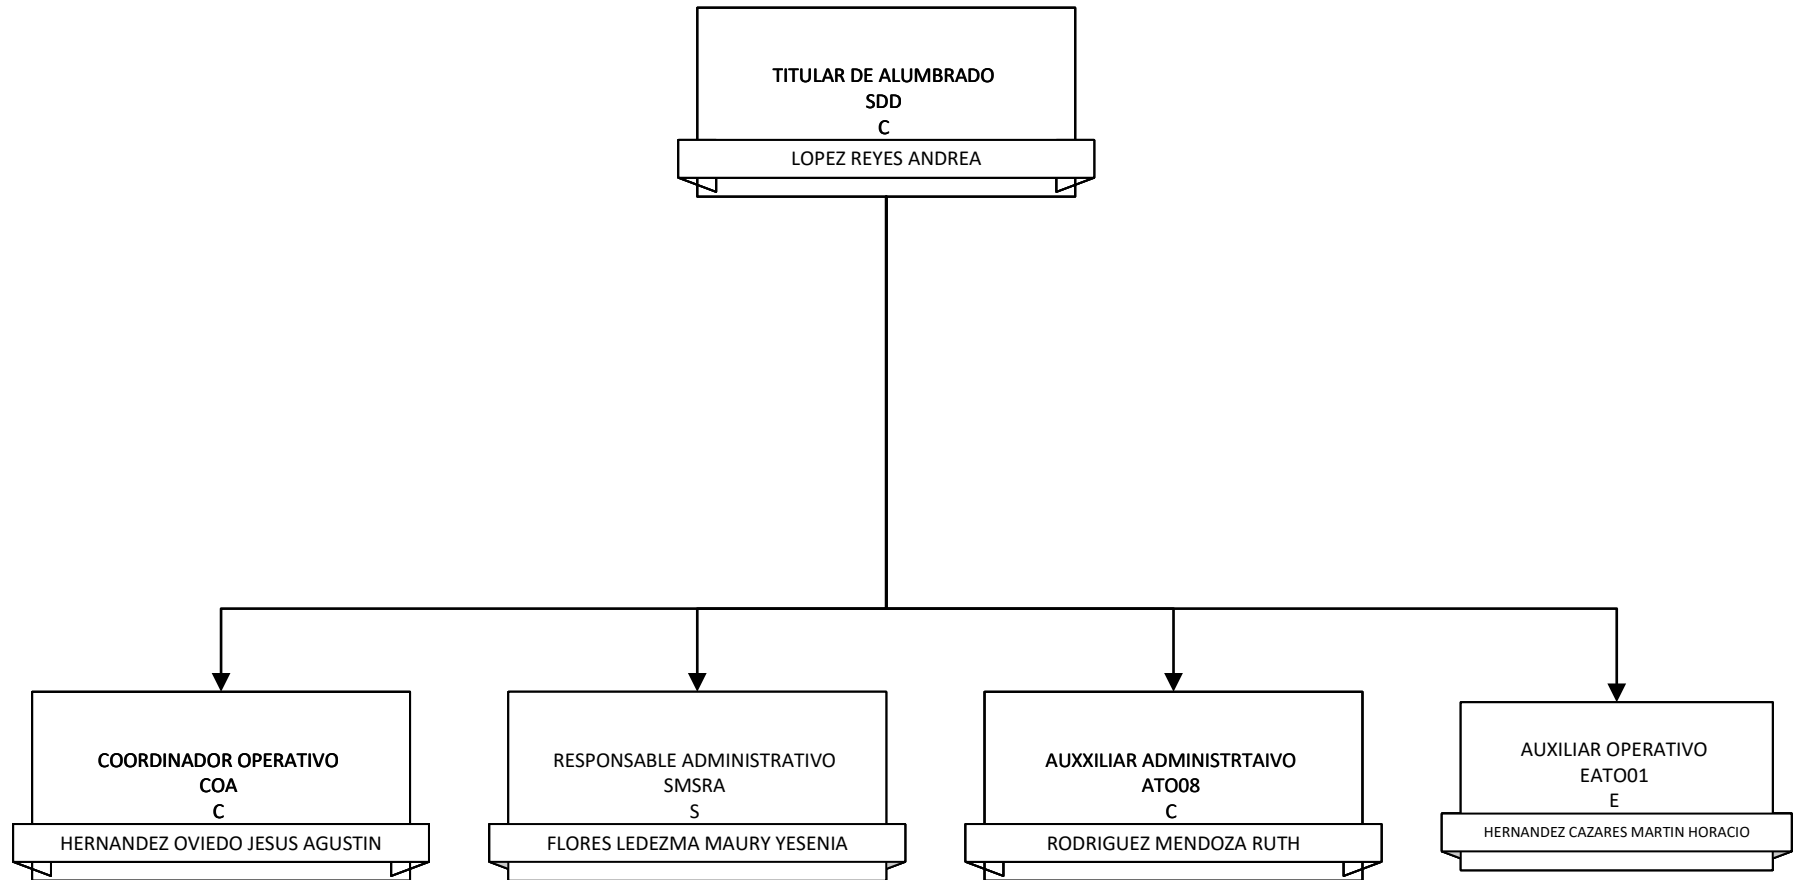 TITULAR DE ALUMBRADO
SDD
C
LOPEZ REYES ANDREA
COORDINADOR OPERATIVO
COA
C
HERNANDEZ OVIEDO JESUS AGUSTIN
RESPONSABLE ADMINISTRATIVO
SMSRA
S
FLORES LEDEZMA MAURY YESENIA
AUXXILIAR ADMINISTRTAIVO
ATO08
C
RODRIGUEZ MENDOZA RUTH
AUXILIAR OPERATIVO
EATO01
E
HERNANDEZ CAZARES MARTIN HORACIO